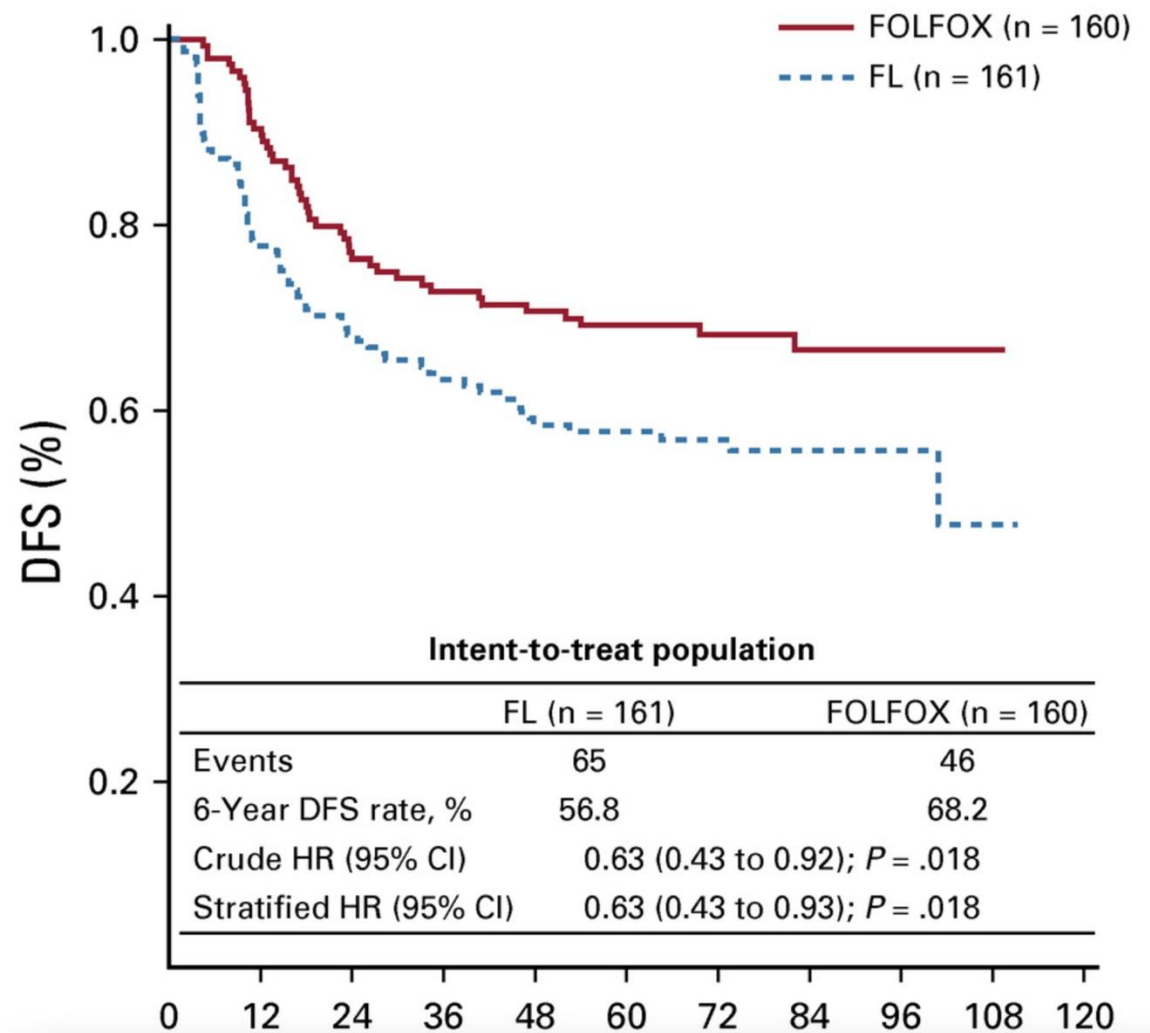 FOLFOX (n = 160)
FL (n = 161)
DFS (%)
1.0
0.8
0.6
0.4
0.2
Intent-to-treat population
FL (n = 161) FOLFOX (n = 160)
Events 65 46
6-Year DFS rate, % 56.8 68.2
Crude HR (95% CI) 0.63 (0.43 to 0.92); P = .018
Stratified HR (95% CI) 0.63 (0.43 to 0.93); P = .018
0 12 24 36 48 60 72 84 96 108 120